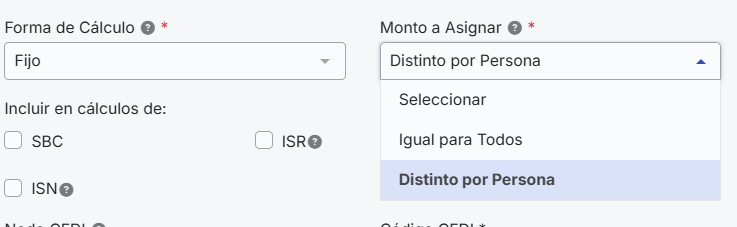 Forma de Cálculo ? *
Monto a Asignar ? *
Fijo
Distinto por Persona
Seleccionar
Igual para Todos
Distinto por Persona
Incluir en cálculos de:
SBC
ISR ?
ISN ?